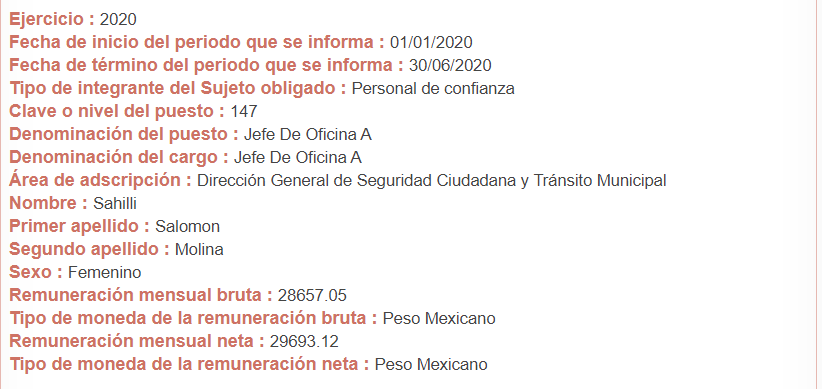 Ejercicio : 2020
Fecha de inicio del periodo que se informa : 01/01/2020
Fecha de término del periodo que se informa : 30/06/2020
Tipo de integrante del Sujeto obligado : Personal de confianza
Clave o nivel del puesto : 147
Denominación del puesto : Jefe De Oficina A
Denominación del cargo : Jefe De Oficina A
Área de adscripción : Dirección General de Seguridad Ciudadana y Tránsito Municipal
Nombre : Sahilli
Primer apellido : Salomon
Segundo apellido : Molina
Sexo : Femenino
Remuneración mensual bruta : 28657.05
Tipo de moneda de la remuneración bruta : Peso Mexicano
Remuneración mensual neta : 29693.12
Tipo de moneda de la remuneración neta : Peso Mexicano